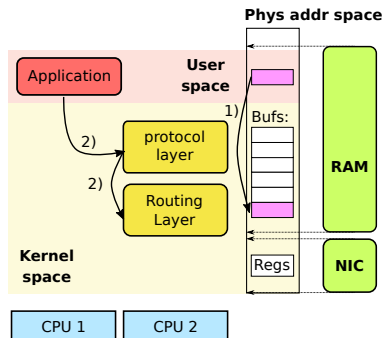 Phys addr space
Application
User
space
1)
Bufs:
2)
protocol
layer
2)
RAM
Routing
Layer
Kernel
space
Regs
NIC
CPU 1
CPU 2